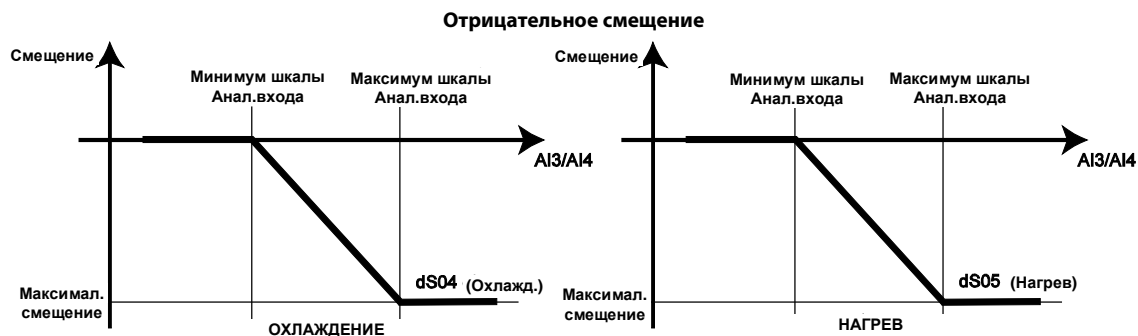 Отрицательное смещение
Смещение
Минимум шкалы
Анал.входа
Максимум шкалы
Анал.входа
AI3/AI4
dS04 (Охлажд.)
Максимал.
смещение
ОХЛАЖДЕНИЕ
Смещение
Минимум шкалы
Анал.входа
Максимум шкалы
Анал.входа
AI3/AI4
dS05 (Нагрев)
Максимал.
смещение
НАГРЕВ